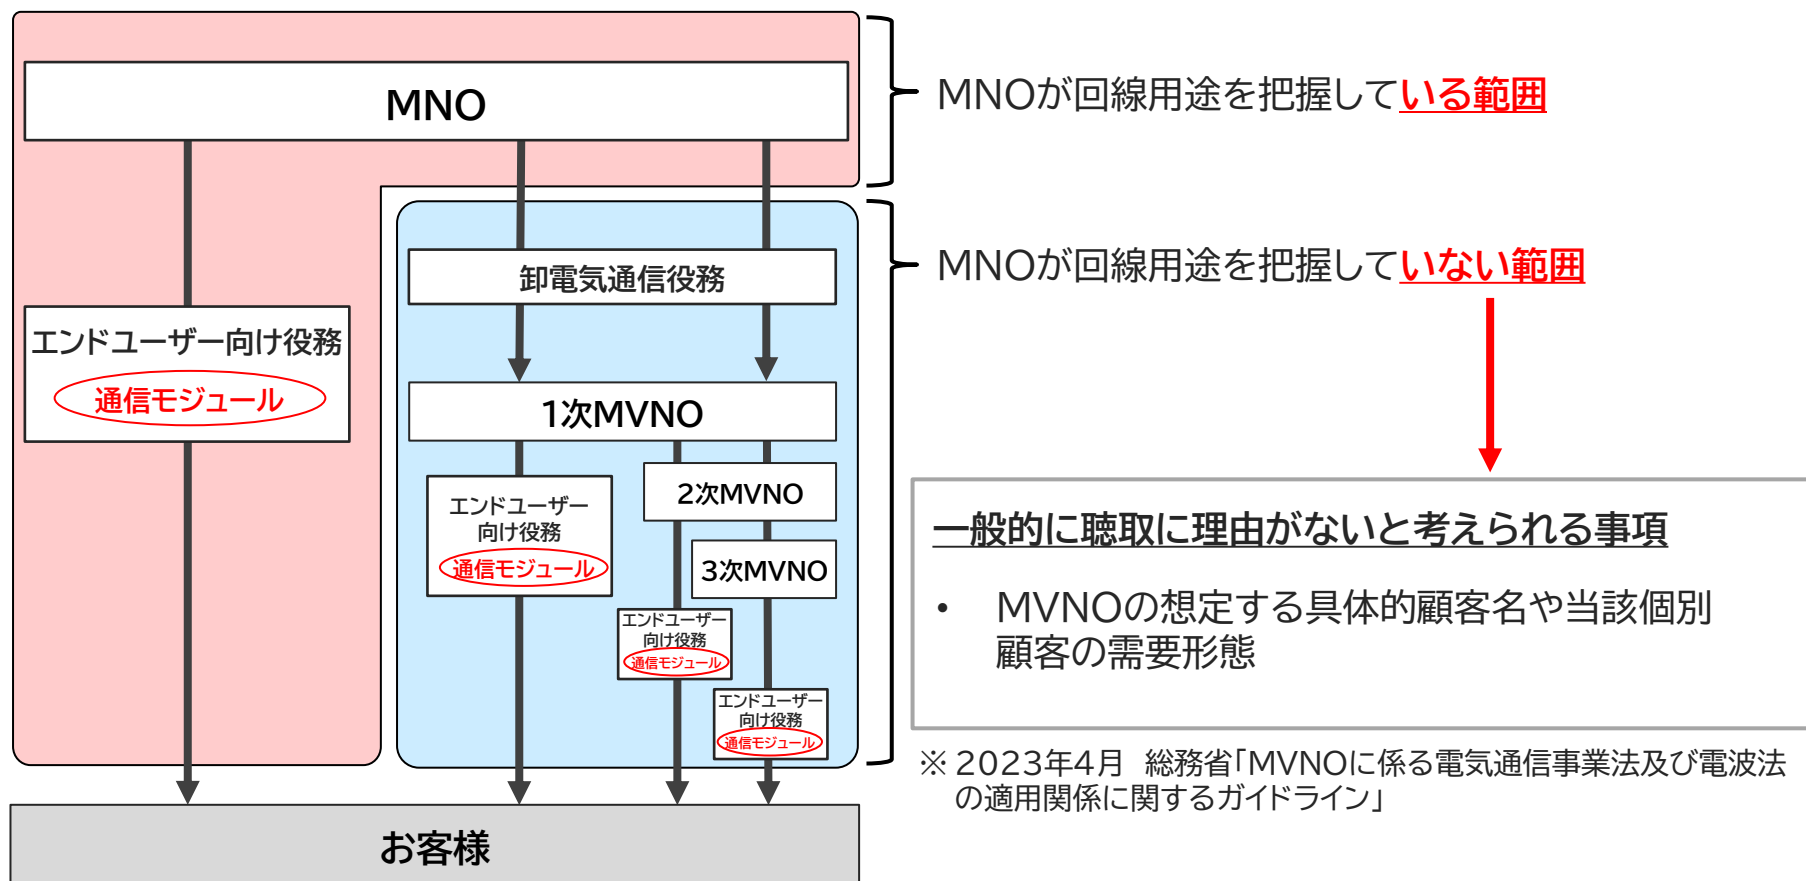 MNO
MNOが回線用途を把握している範囲
卸電気通信役務
MNOが回線用途を把握していない範囲
エンドユーザー向け役務
通信モジュール
1次MVNO
エンドユーザー
向け役務
通信モジュール
2次MVNO
3次MVNO
エンドユーザー
向け役務
通信モジュール
エンドユーザー
向け役務
通信モジュール
一般的に聴取に理由がないと考えられる事項
• MVNOの想定する具体的顧客名や当該個別
顧客の需要形態
※ 2023年4月 総務省「MVNOに係る電気通信事業法及び電波法
の適用関係に関するガイドライン」
お客様